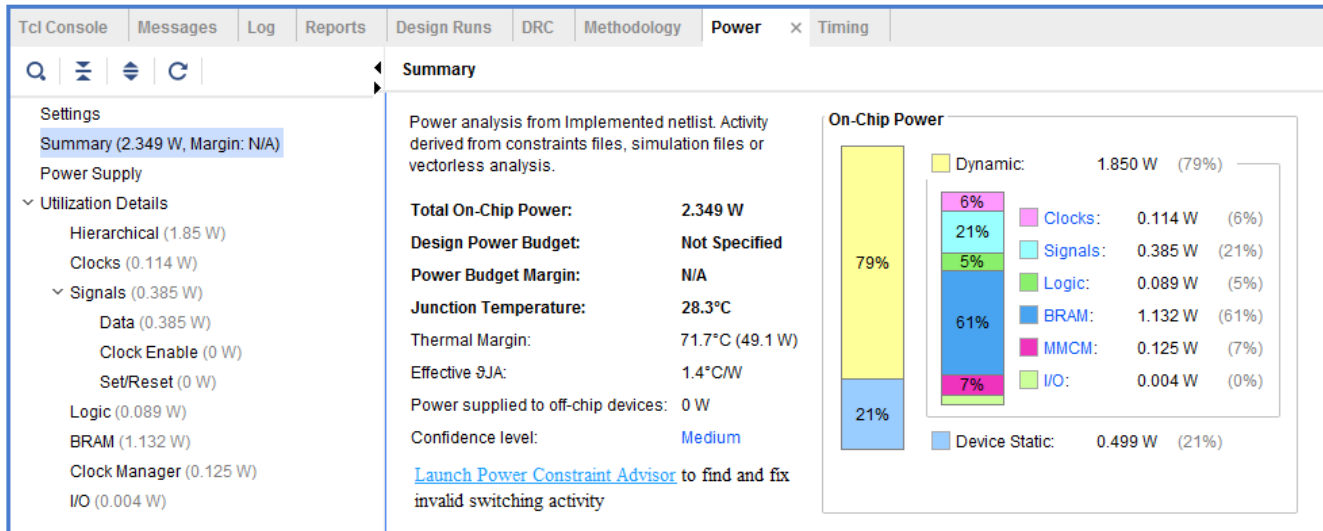 Tcl Console Messages Log Reports Design Runs DRC Methodology Power × Timing
Summary
Settings
Summary (2.349 W, Margin: N/A)
Power Supply
Utilization Details
Hierarchical (1.85 W)
Clocks (0.114 W)
Signals (0.385 W)
Data (0.385 W)
Clock Enable (0 W)
Set/Reset (0 W)
Logic (0.089 W)
BRAM (1.132 W)
Clock Manager (0.125 W)
I/O (0.004 W)
Power analysis from Implemented netlist. Activity
derived from constraints files, simulation files or
vectorless analysis.
Total On-Chip Power: 2.349 W
Design Power Budget: Not Specified
Power Budget Margin: N/A
Junction Temperature: 28.3°C
Thermal Margin: 71.7°C (49.1 W)
Effective ϑJA: 1.4°C/W
Power supplied to off-chip devices: 0 W
Confidence level: Medium
Launch Power Constraint Advisor to find and fix
invalid switching activity
On-Chip Power
79%
21%
Dynamic: 1.850 W (79%)
6%
21%
5%
61%
7%
Clocks: 0.114 W (6%)
Signals: 0.385 W (21%)
Logic: 0.089 W (5%)
BRAM: 1.132 W (61%)
MMCM: 0.125 W (7%)
I/O: 0.004 W (0%)
Device Static: 0.499 W (21%)